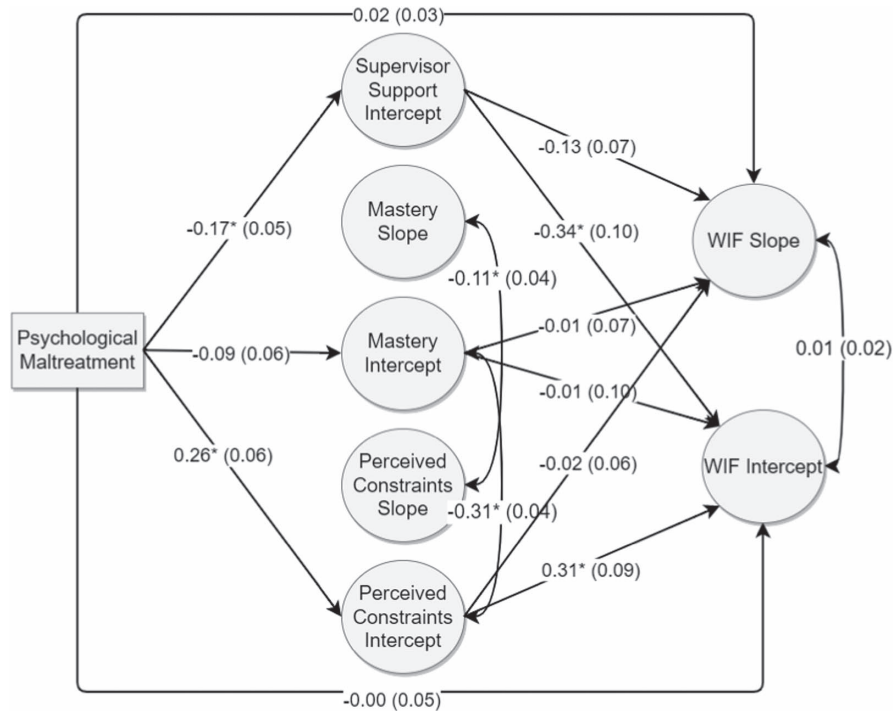 0.02 (0.03)
Supervisor
Support
Intercept
-0.13 (0.07)
-0.17* (0.05)
Mastery
Slope
-0.34* (0.10)
WIF Slope
-0.11* (0.04)
Psychological
Maltreatment
-0.09 (0.06)
Mastery
Intercept
-0.01 (0.07)
0.01 (0.02)
-0.01 (0.10)
0.26* (0.06)
Perceived
Constraints
Slope
-0.02 (0.06)
WIF Intercept
-0.31* (0.04)
0.31* (0.09)
Perceived
Constraints
Intercept
-0.00 (0.05)